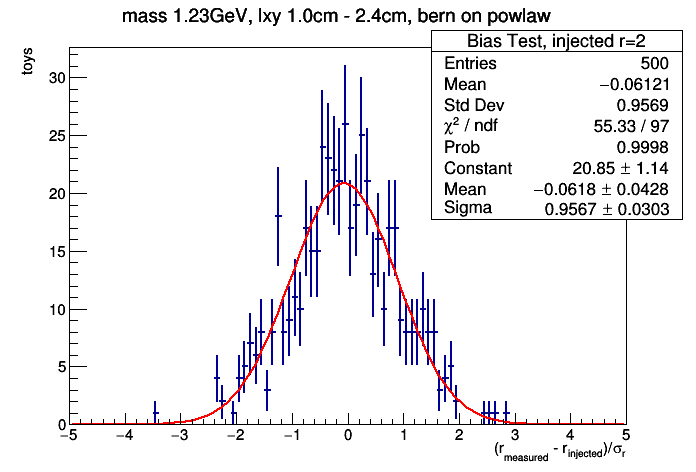 mass 1.23GeV, lxy 1.0cm - 2.4cm, bern on powlaw
Bias Test, injected r=2
Entries 500
Mean −0.06121
Std Dev 0.9569
χ² / ndf 55.33 / 97
Prob 0.9998
Constant 20.85 ± 1.14
Mean −0.0618 ± 0.0428
Sigma 0.9567 ± 0.0303
toys
30
25
20
15
10
5
0
−5 −4 −3 −2 −1 0 1 2 3 4 5
(r_measured - r_injected)/σ_r